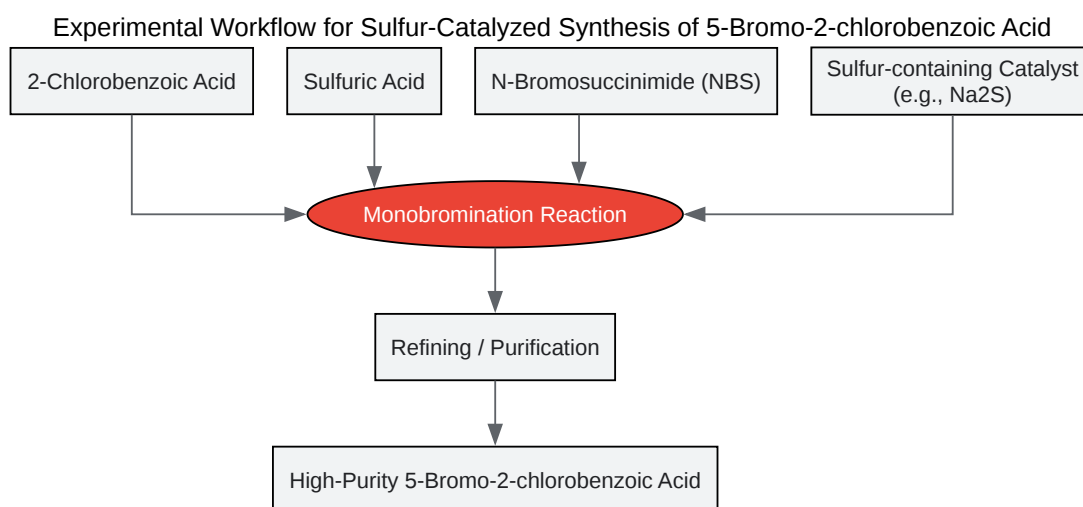 Experimental Workflow for Sulfur-Catalyzed Synthesis of 5-Bromo-2-chlorobenzoic Acid
2-Chlorobenzoic Acid
Sulfuric Acid
N-Bromosuccinimide (NBS)
Sulfur-containing Catalyst
(e.g., Na2S)
Monobromination Reaction
Refining / Purification
High-Purity 5-Bromo-2-chlorobenzoic Acid